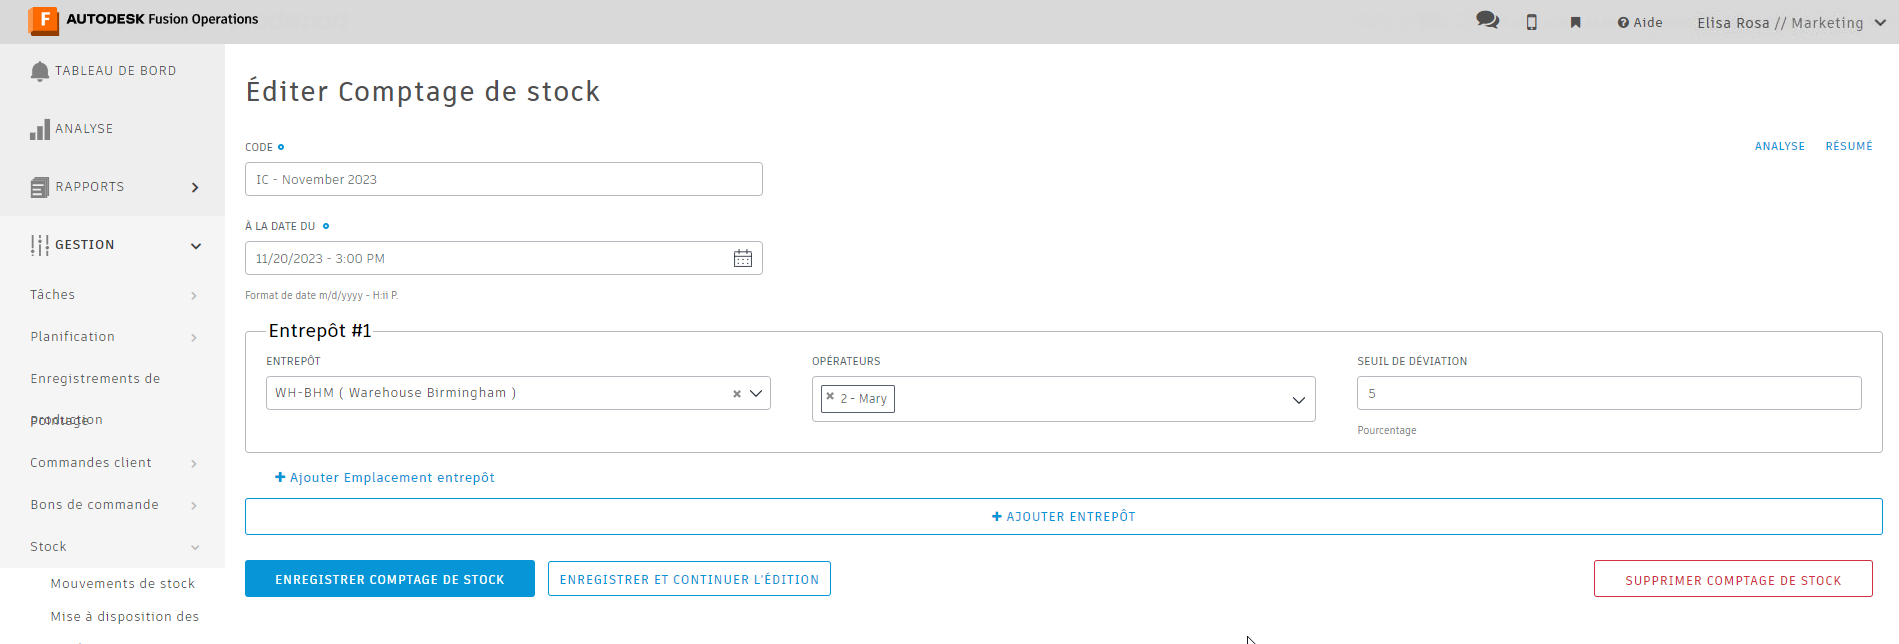 F AUTODESK Fusion Operations
Aide
Elisa Rosa // Marketing
TABLEAU DE BORD
ANALYSE
RAPPORTS
GESTION
Tâches
Planification
Enregistrements de
production
Pointage
Commandes client
Bons de commande
Stock
Mouvements de stock
Mise à disposition des
Éditer Comptage de stock
ANALYSE RÉSUMÉ
CODE
IC - November 2023
À LA DATE DU
11/20/2023 - 3:00 PM
Format de date m/d/yyyy - H:ii P.
Entrepôt #1
ENTREPÔT
WH-BHM ( Warehouse Birmingham )
OPÉRATEURS
× 2 - Mary
SEUIL DE DÉVIATION
5
Pourcentage
+ Ajouter Emplacement entrepôt
+ AJOUTER ENTREPÔT
ENREGISTRER COMPTAGE DE STOCK
ENREGISTRER ET CONTINUER L'ÉDITION
SUPPRIMER COMPTAGE DE STOCK